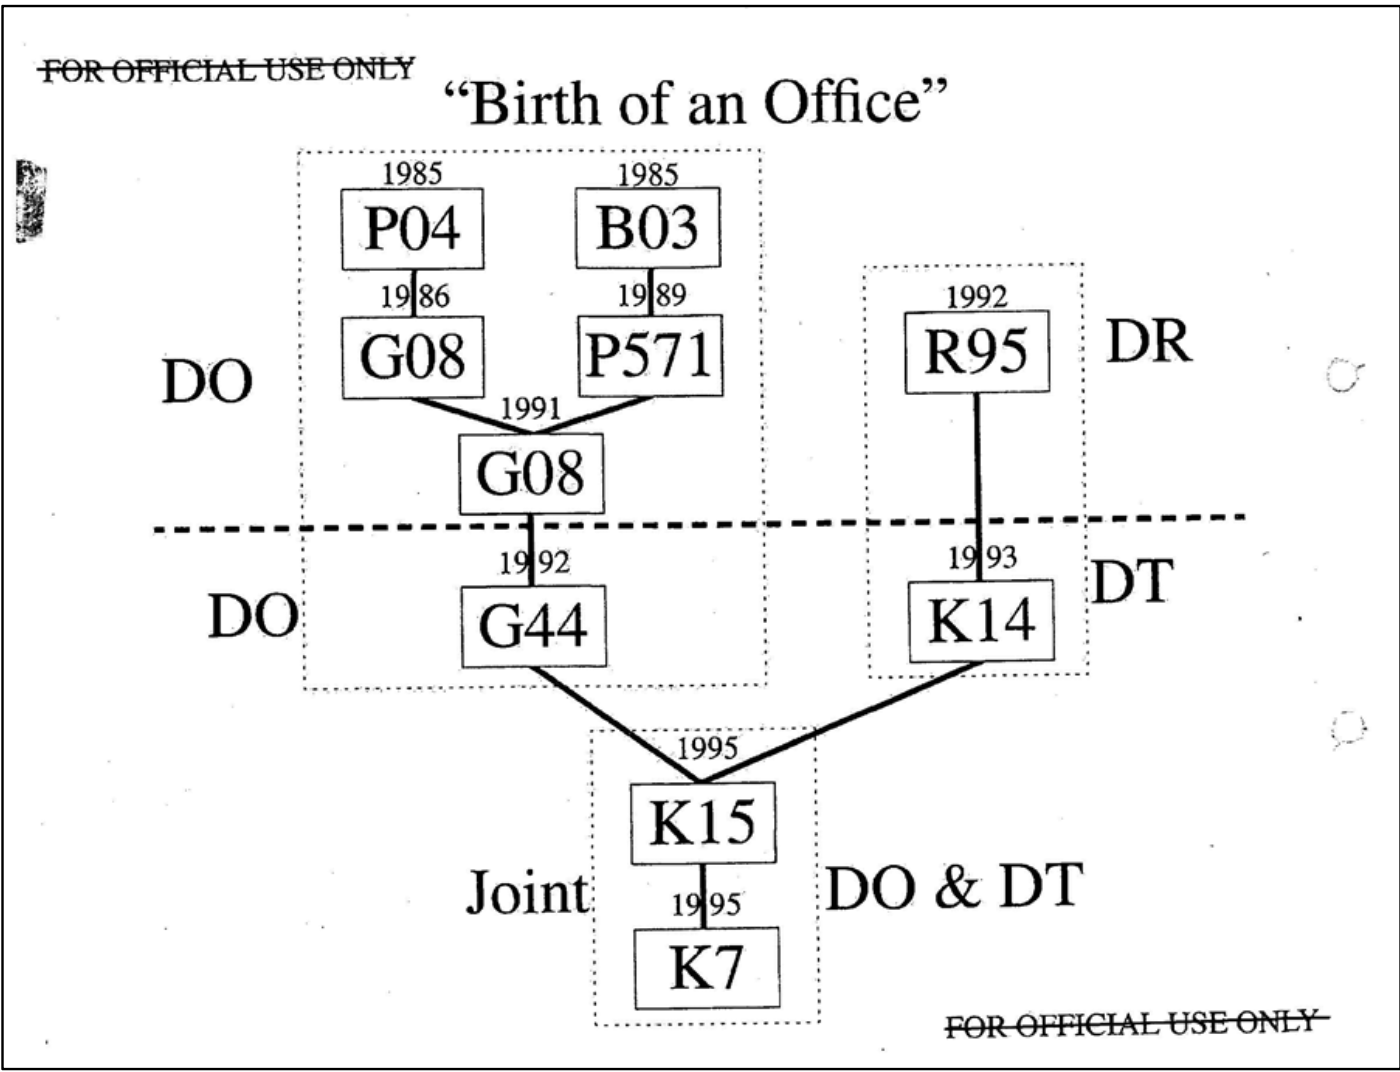 FOR OFFICIAL USE ONLY
“Birth of an Office”
1985
1985
P04
B03
1986
1989
1992
G08
P571
R95
DR
DO
1991
G08
1992
1993
DT
DO
G44
K14
1995
K15
Joint
DO & DT
1995
K7
FOR OFFICIAL USE ONLY